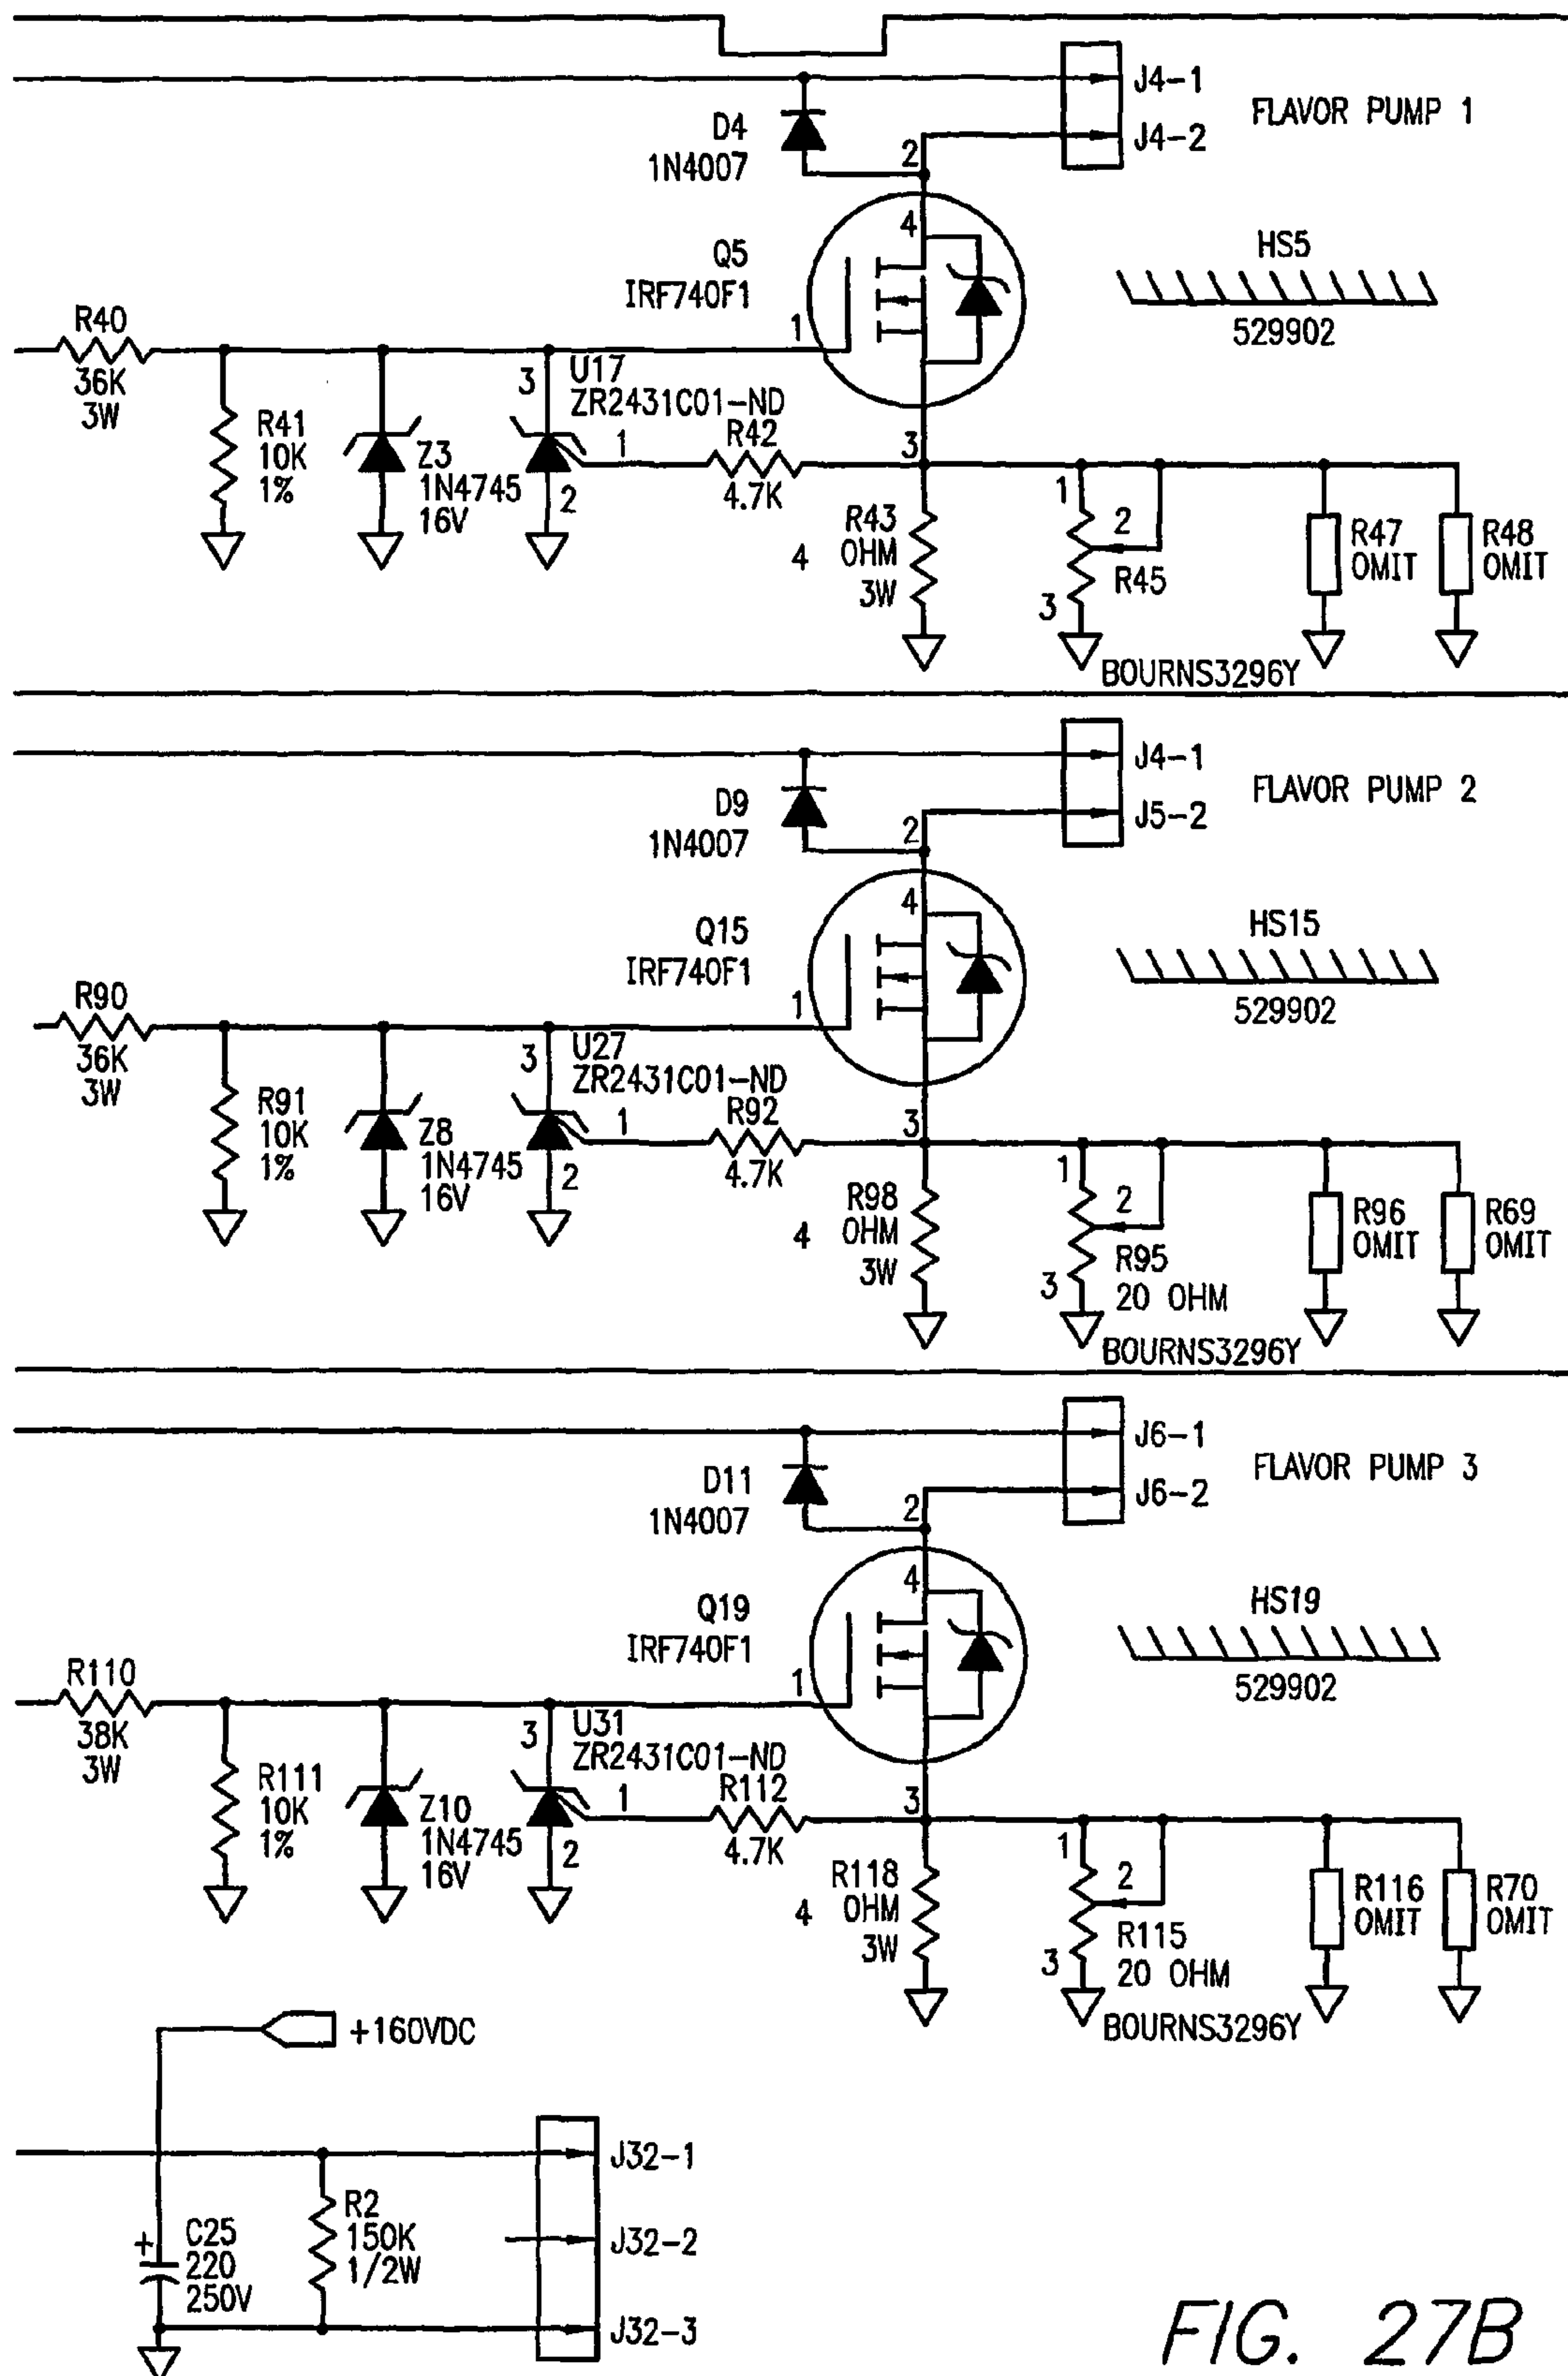 J4-1
FLAVOR PUMP 1
D4
1N4007
J4-2
2
4
Q5
IRF740F1
HS5
529902
R40
36K
3W
1
3
U17
ZR2431C01-ND
R41
10K
1%
Z3
1N4745
16V
1
2
R42
4.7K
3
R43
4 OHM
3W
1
2
R45
3
R47
OMIT
R48
OMIT
BOURNS3296Y
J4-1
FLAVOR PUMP 2
D9
1N4007
J5-2
2
4
Q15
IRF740F1
HS15
529902
R90
36K
3W
1
3
U27
ZR2431C01-ND
R91
10K
1%
Z8
1N4745
16V
1
2
R92
4.7K
3
R98
4 OHM
3W
1
2
R95
3
20 OHM
R96
OMIT
R69
OMIT
BOURNS3296Y
J6-1
FLAVOR PUMP 3
D11
1N4007
J6-2
2
4
Q19
IRF740F1
HS19
529902
R110
38K
3W
1
3
U31
ZR2431C01-ND
R111
10K
1%
Z10
1N4745
16V
1
2
R112
4.7K
3
R118
4 OHM
3W
1
2
R115
3
20 OHM
R116
OMIT
R70
OMIT
BOURNS3296Y
+160VDC
J32-1
+
C25
220
250V
R2
150K
1/2W
J32-2
J32-3
FIG. 27B